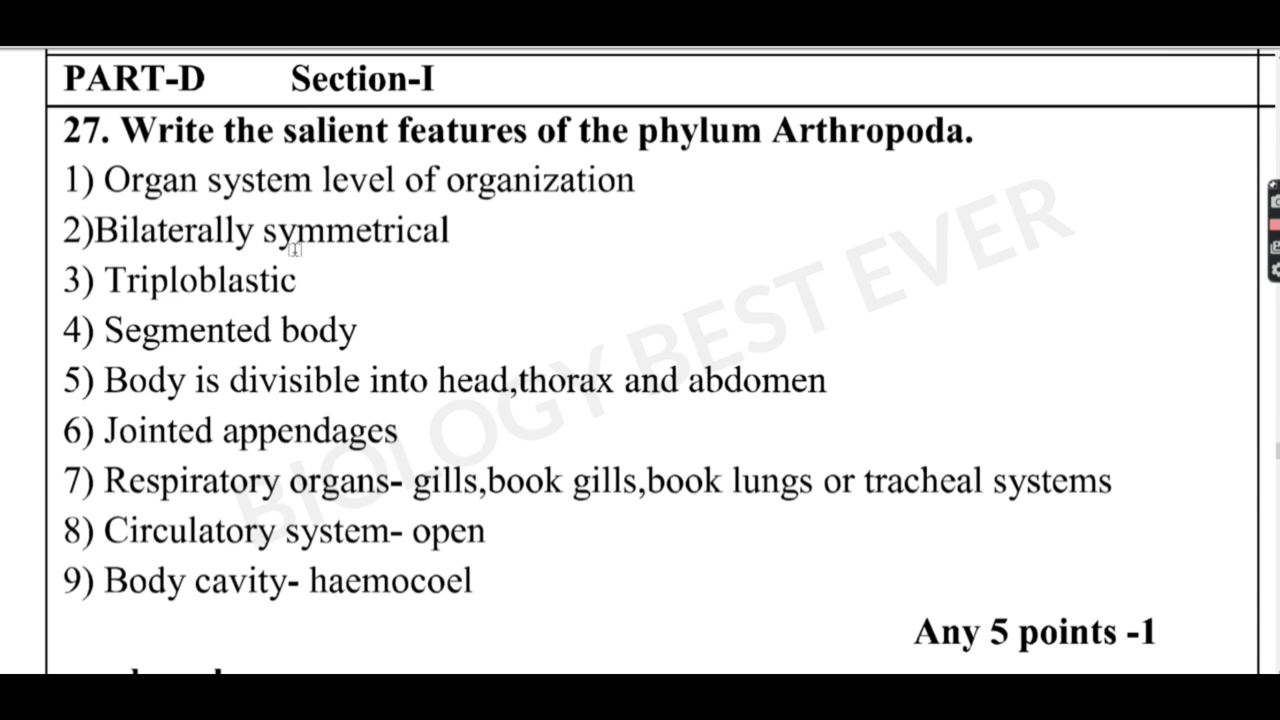 PART-D Section-I
27. Write the salient features of the phylum Arthropoda.
1) Organ system level of organization
2)Bilaterally symmetrical
3) Triploblastic
4) Segmented body
5) Body is divisible into head,thorax and abdomen
6) Jointed appendages
7) Respiratory organs- gills,book gills,book lungs or tracheal systems
8) Circulatory system- open
9) Body cavity- haemocoel
Any 5 points -1
BIOLOGY BEST EVER